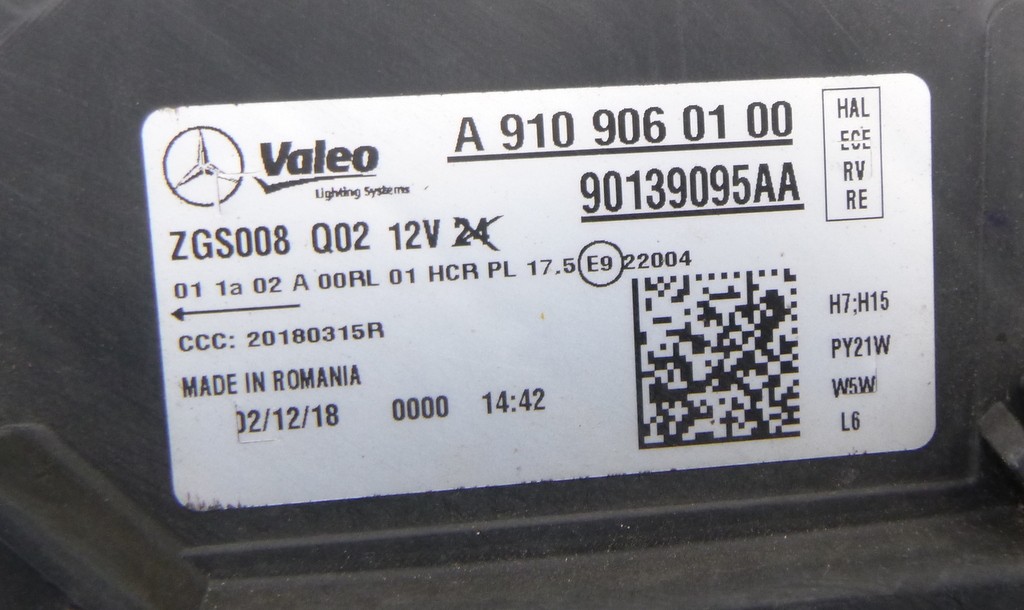 Valeo
Lighting Systems
A 910 906 01 00
90139095AA
HAL
ECE
RV
RE
ZGS008 Q02 12V 24
01 1a 02 A 00RL 01 HCR PL 17.5 E9 22004
CCC: 20180315R
MADE IN ROMANIA
02/12/18 0000 14:42
H7;H15
PY21W
W5W
L6